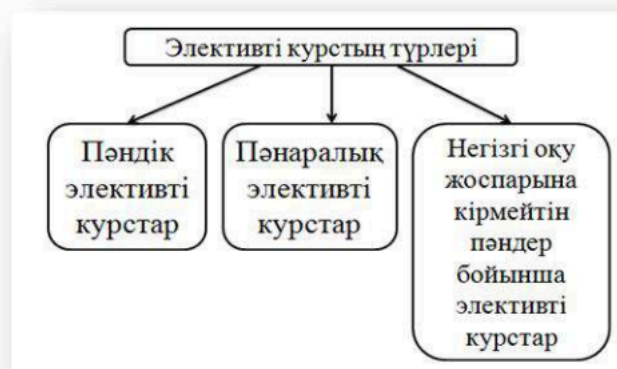 Элективті курстың түрлері
Пәндік
элективті
курстар
Пәнаралық
элективті
курстар
Негізгі оқу
жоспарына
кірмейтін
пәндер
бойынша
элективті
курстар